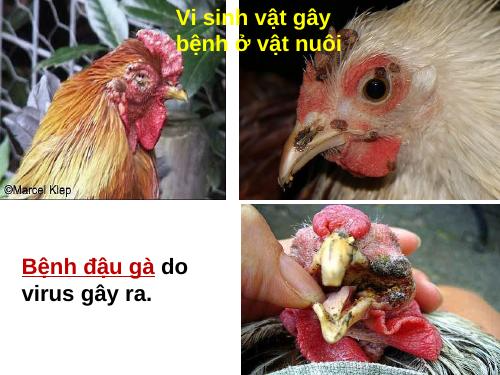 Vi sinh vật gây
bệnh ở vật nuôi
©Marcel Klep
Bệnh đậu gà do
virus gây ra.